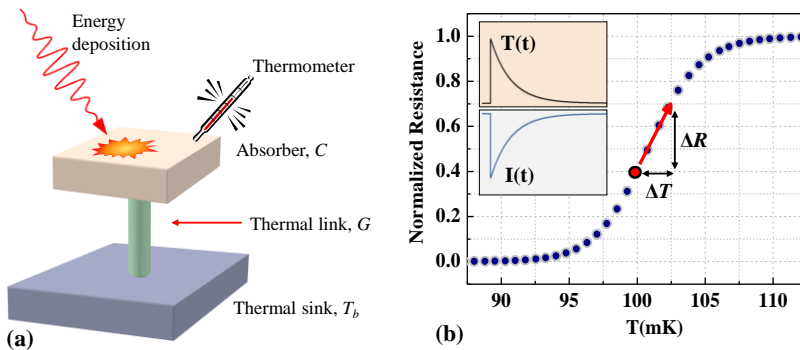 Energy
deposition
Thermometer
Absorber, C
Thermal link, G
Thermal sink, T_b
(a)
Normalized Resistance
1.0
0.8
0.6
0.4
0.2
0.0
T(t)
I(t)
ΔR
ΔT
90
95
100
105
110
T(mK)
(b)